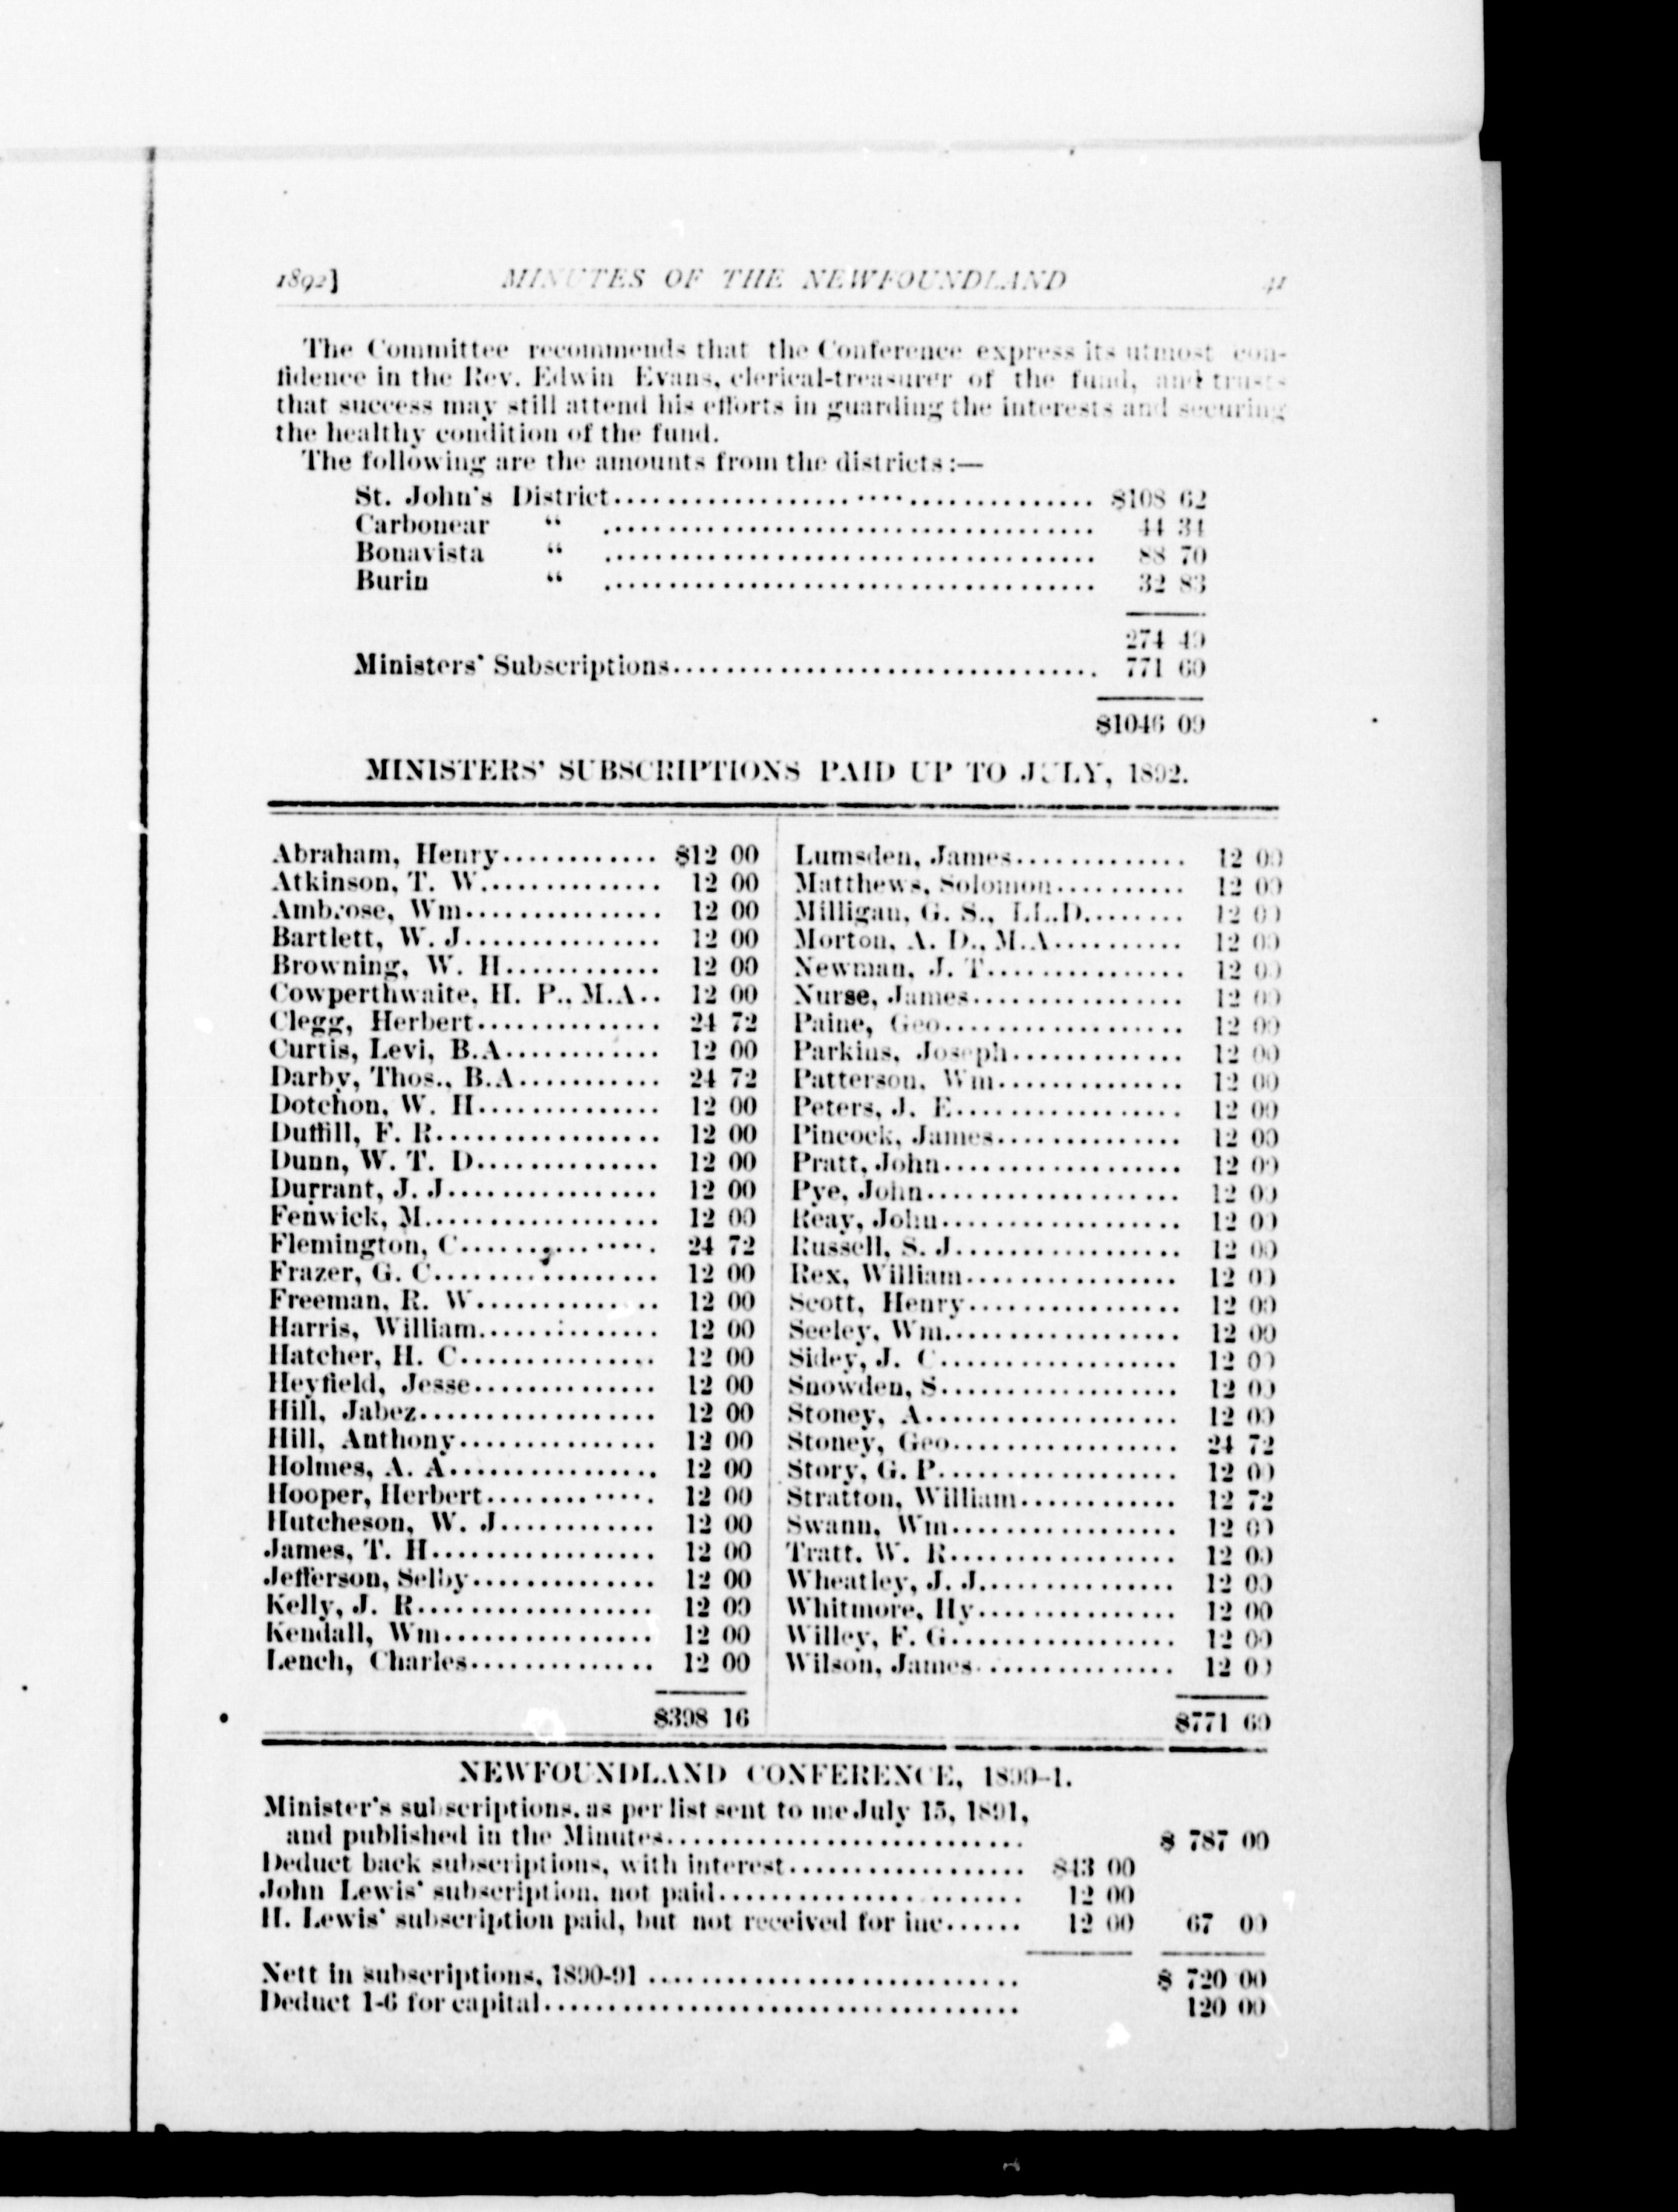 1892] MINUTES OF THE NEWFOUNDLAND 41
The Committee recommends that the Conference express its utmost con-
fidence in the Rev. Edwin Evans, clerical-treasurer of the fund, and trusts
that success may still attend his efforts in guarding the interests and securing
the healthy condition of the fund.
The following are the amounts from the districts:—
St. John's District........................................ $108 62
Carbonear “ ........................................ 44 34
Bonavista “ ........................................ 88 70
Burin “ ........................................ 32 83
274 49
Ministers' Subscriptions................................ 771 60
$1046 09
MINISTERS' SUBSCRIPTIONS PAID UP TO JULY, 1892.
Abraham, Henry............ $12 00
Atkinson, T. W.............. 12 00
Ambrose, Wm............... 12 00
Bartlett, W. J............... 12 00
Browning, W. H............ 12 00
Cowperthwaite, H. P., M.A.. 12 00
Clegg, Herbert.............. 24 72
Curtis, Levi, B.A............ 12 00
Darby, Thos., B.A........... 24 72
Dotchon, W. H.............. 12 00
Duffill, F. R................. 12 00
Dunn, W. T. D.............. 12 00
Durrant, J. J................ 12 00
Fenwick, M.................. 12 00
Flemington, C............... 24 72
Frazer, G. C................. 12 00
Freeman, R. W.............. 12 00
Harris, William.............. 12 00
Hatcher, H. C............... 12 00
Heyfield, Jesse.............. 12 00
Hill, Jabez.................. 12 00
Hill, Anthony............... 12 00
Holmes, A. A................ 12 00
Hooper, Herbert............. 12 00
Hutcheson, W. J............ 12 00
James, T. H................. 12 00
Jefferson, Selby.............. 12 00
Kelly, J. R.................. 12 00
Kendall, Wm................ 12 00
Lench, Charles.............. 12 00
$398 16
Lumsden, James............. 12 00
Matthews, Solomon.......... 12 00
Milligan, G. S., LL.D........ 12 00
Morton, A. D., M.A.......... 12 00
Newman, J. T............... 12 00
Nurse, James................ 12 00
Paine, Geo.................. 12 00
Parkins, Joseph............. 12 00
Patterson, Wm.............. 12 00
Peters, J. E................. 12 00
Pincock, James.............. 12 00
Pratt, John.................. 12 00
Pye, John................... 12 00
Reay, John.................. 12 00
Russell, S. J................. 12 00
Rex, William................ 12 00
Scott, Henry................ 12 00
Seeley, Wm.................. 12 00
Sidey, J. C.................. 12 00
Snowden, S.................. 12 00
Stoney, A................... 12 00
Stoney, Geo................. 24 72
Story, G. P.................. 12 00
Stratton, William............ 12 72
Swann, Wm................. 12 00
Tratt. W. R................. 12 00
Wheatley, J. J............... 12 00
Whitmore, Hy............... 12 00
Willey, F. G................. 12 00
Wilson, James............... 12 00
$771 60
NEWFOUNDLAND CONFERENCE, 1890-1.
Minister's subscriptions, as per list sent to me July 15, 1891,
and published in the Minutes........................... $ 787 00
Deduct back subscriptions, with interest.................. $43 00
John Lewis' subscription, not paid....................... 12 00
H. Lewis' subscription paid, but not received for inc...... 12 00 67 00
Nett in subscriptions, 1890-91 ............................ $ 720 00
Deduct 1-6 for capital.................................... 120 00